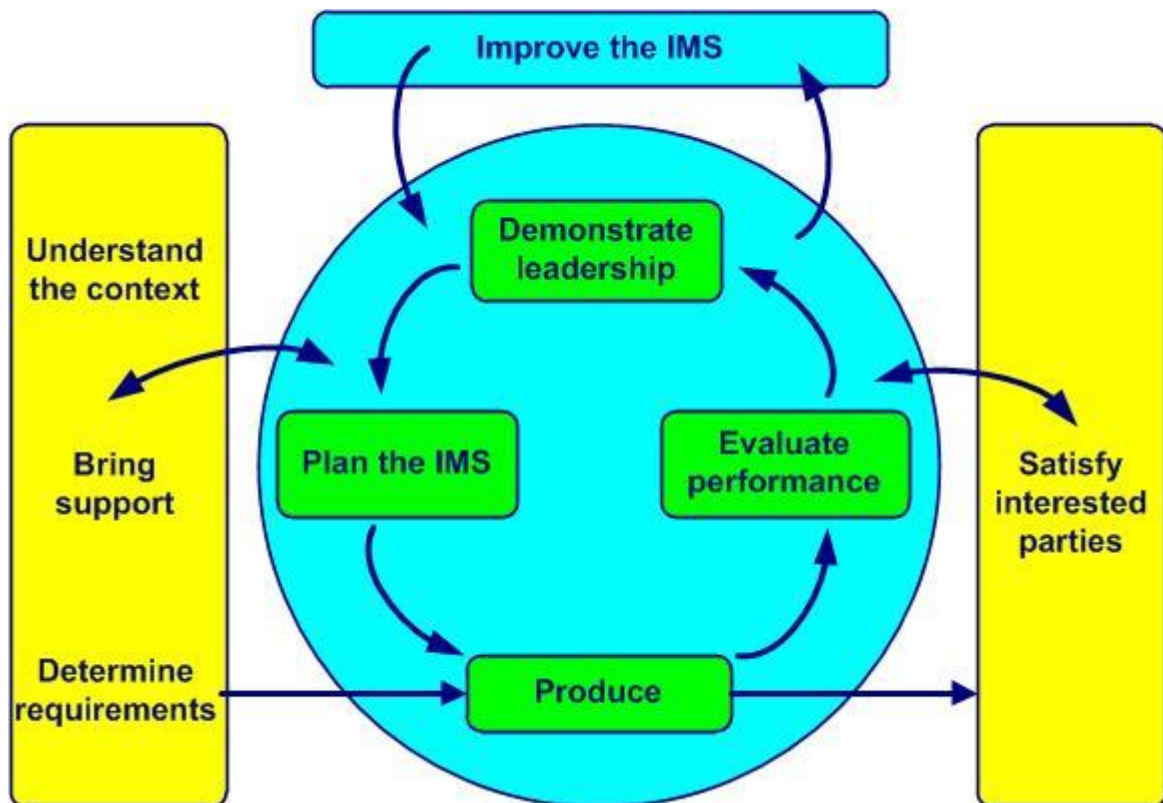 Improve the IMS
Understand
the context
Bring
support
Determine
requirements
Demonstrate
leadership
Plan the IMS
Evaluate
performance
Produce
Satisfy
interested
parties